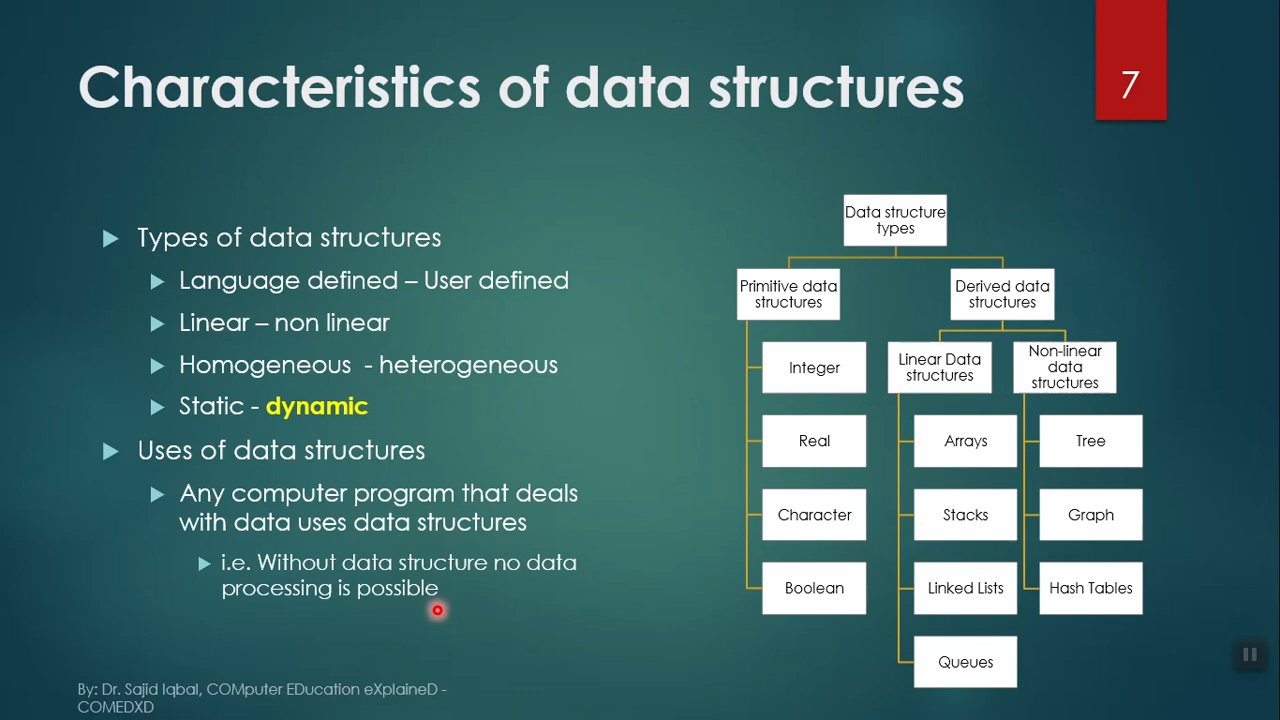 Characteristics of data structures
7
Types of data structures
Language defined – User defined
Linear – non linear
Homogeneous - heterogeneous
Static - dynamic
Uses of data structures
Any computer program that deals
with data uses data structures
i.e. Without data structure no data
processing is possible
Data structure
types
Primitive data
structures
Integer
Real
Character
Boolean
Derived data
structures
Linear Data
structures
Arrays
Stacks
Linked Lists
Queues
Non-linear
data
structures
Tree
Graph
Hash Tables
By: Dr. Sajid Iqbal, COMputer EDucation eXplaineD -
COMEDXD